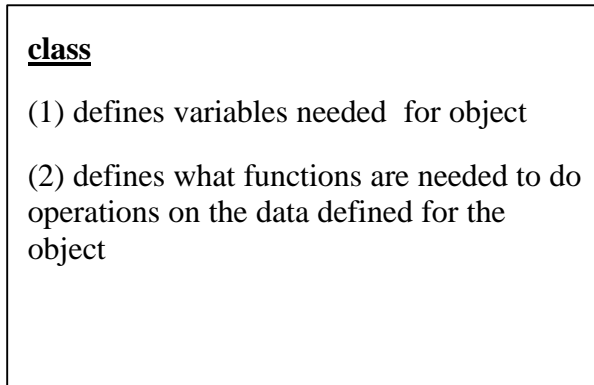 class
(1) defines variables needed  for object
(2) defines what functions are needed to do
operations on the data defined for the
object